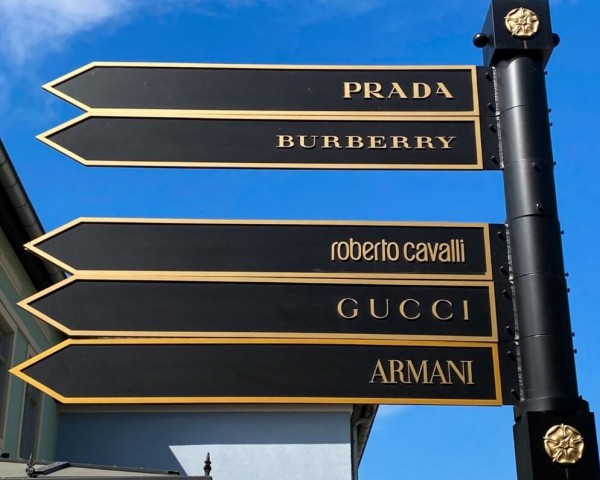 PRADA
BURBERRY
roberto cavalli
GUCCI
ARMANI